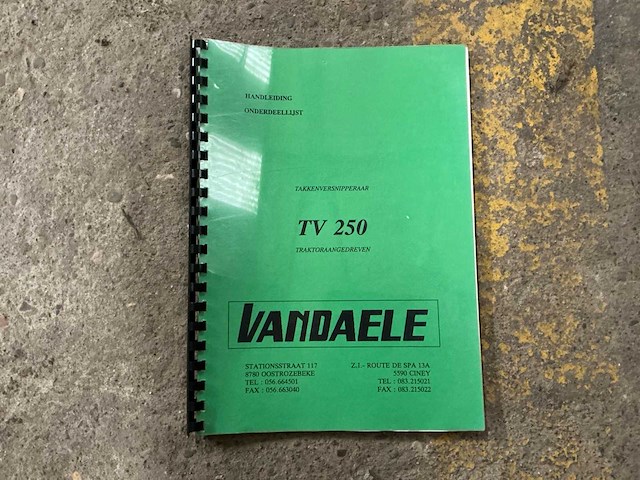 HANDLEIDING
ONDERDEELLIJST
TAKKENVERSNIPPERAAR
TV 250
TRAKTORAANGEDREVEN
VANDAELE
STATIONSSTRAAT 117
8780 OOSTROZEBEKE
TEL : 056.664501
FAX : 056.663040
Z.I.- ROUTE DE SPA 13A
5590 CINEY
TEL : 083.215021
FAX : 083.215022